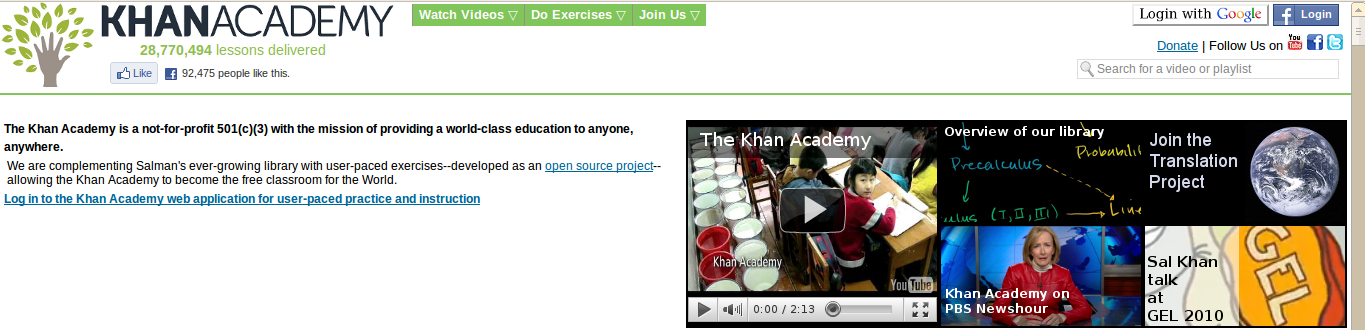 KHANACADEMY
Watch Videos ▽ Do Exercises ▽ Join Us ▽
Login with Google
f Login
28,770,494 lessons delivered
Donate | Follow Us on You Tube f t
Like
f 92,475 people like this.
Search for a video or playlist
The Khan Academy is a not-for-profit 501(c)(3) with the mission of providing a world-class education to anyone,
anywhere.
We are complementing Salman's ever-growing library with user-paced exercises--developed as an open source project--
allowing the Khan Academy to become the free classroom for the World.
Log in to the Khan Academy web application for user-paced practice and instruction
The Khan Academy
Khan Academy
YouTube
0:00 / 2:13
Overview of our library
Precalculus
Probabili
ulus (I, II, III)
Line
Join the
Translation
Project
Khan Academy on
PBS Newshour
Sal Khan
talk
at
GEL 2010
GEL